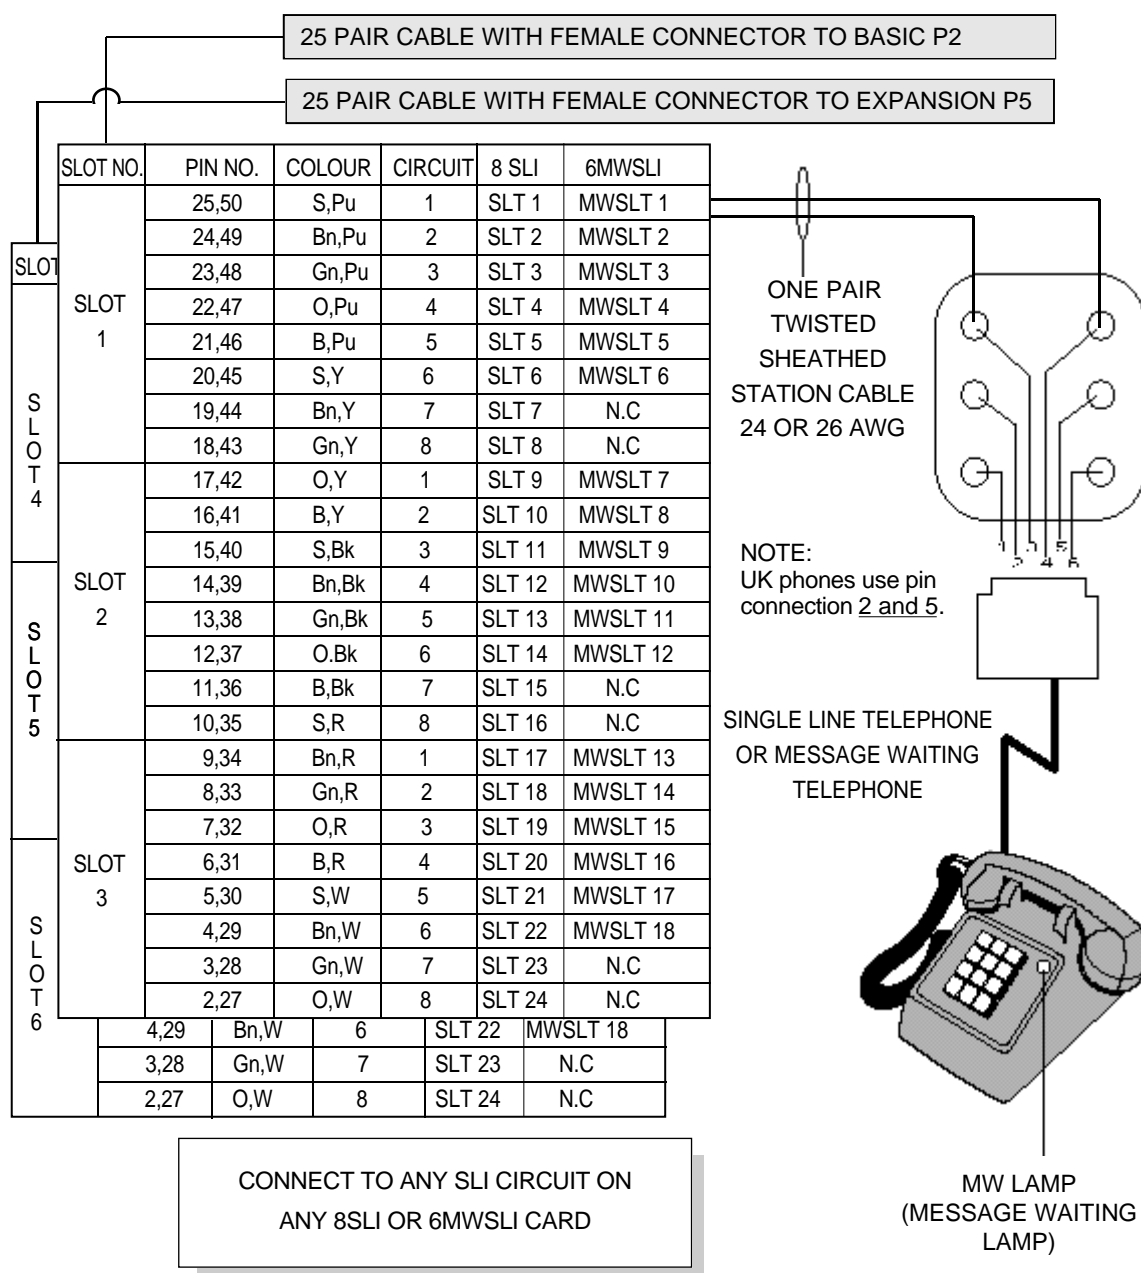 25 PAIR CABLE WITH FEMALE CONNECTOR TO BASIC P2
25 PAIR CABLE WITH FEMALE CONNECTOR TO EXPANSION P5
SLOT NO. PIN NO. COLOUR CIRCUIT 8 SLI 6MWSLI
SLOT 1
25,50 S,Pu 1 SLT 1 MWSLT 1
24,49 Bn,Pu 2 SLT 2 MWSLT 2
23,48 Gn,Pu 3 SLT 3 MWSLT 3
22,47 O,Pu 4 SLT 4 MWSLT 4
21,46 B,Pu 5 SLT 5 MWSLT 5
20,45 S,Y 6 SLT 6 MWSLT 6
19,44 Bn,Y 7 SLT 7 N.C
18,43 Gn,Y 8 SLT 8 N.C
SLOT 2
17,42 O,Y 1 SLT 9 MWSLT 7
16,41 B,Y 2 SLT 10 MWSLT 8
15,40 S,Bk 3 SLT 11 MWSLT 9
14,39 Bn,Bk 4 SLT 12 MWSLT 10
13,38 Gn,Bk 5 SLT 13 MWSLT 11
12,37 O.Bk 6 SLT 14 MWSLT 12
11,36 B,Bk 7 SLT 15 N.C
10,35 S,R 8 SLT 16 N.C
SLOT 3
9,34 Bn,R 1 SLT 17 MWSLT 13
8,33 Gn,R 2 SLT 18 MWSLT 14
7,32 O,R 3 SLT 19 MWSLT 15
6,31 B,R 4 SLT 20 MWSLT 16
5,30 S,W 5 SLT 21 MWSLT 17
4,29 Bn,W 6 SLT 22 MWSLT 18
3,28 Gn,W 7 SLT 23 N.C
2,27 O,W 8 SLT 24 N.C
SLOT
SLOT 4
SLOT 5
SLOT 6
4,29 Bn,W 6 SLT 22 MWSLT 18
3,28 Gn,W 7 SLT 23 N.C
2,27 O,W 8 SLT 24 N.C
ONE PAIR
TWISTED
SHEATHED
STATION CABLE
24 OR 26 AWG
1 2 3 4 5 6
NOTE:
UK phones use pin
connection 2 and 5.
SINGLE LINE TELEPHONE
OR MESSAGE WAITING
TELEPHONE
MW LAMP
(MESSAGE WAITING
LAMP)
CONNECT TO ANY SLI CIRCUIT ON
ANY 8SLI OR 6MWSLI CARD